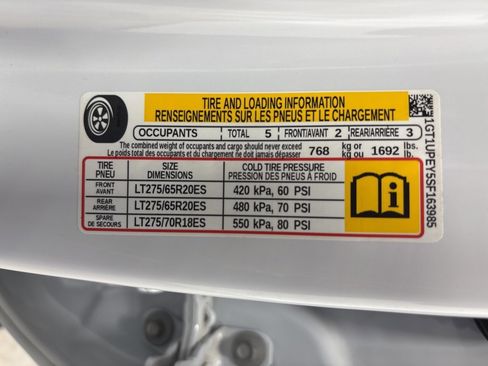 TIRE AND LOADING INFORMATION
RENSEIGNEMENTS SUR LES PNEUS ET LE CHARGEMENT
OCCUPANTS TOTAL 5 FRONT/AVANT 2 REAR/ARRIÈRE 3
The combined weight of occupants and cargo should never exceed 768 kg or 1692 lbs.
Le poids total des occupants et du chargement ne doit jamais dépasser kg ou lb.
TIRE SIZE COLD TIRE PRESSURE
PNEU DIMENSIONS PRESSION DES PNEUS À FROID
FRONT
AVANT LT275/65R20ES 420 kPa, 60 PSI
REAR
ARRIÈRE LT275/65R20ES 480 kPa, 70 PSI
SPARE
DE SECOURS LT275/70R18ES 550 kPa, 80 PSI
1GT1UPEY5SF163985